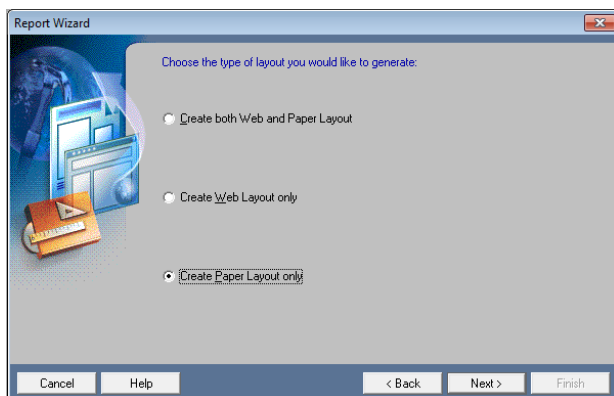 Report Wizard
Choose the type of layout you would like to generate:
Create both Web and Paper Layout
Create Web Layout only
Create Paper Layout only
Cancel Help < Back Next > Finish